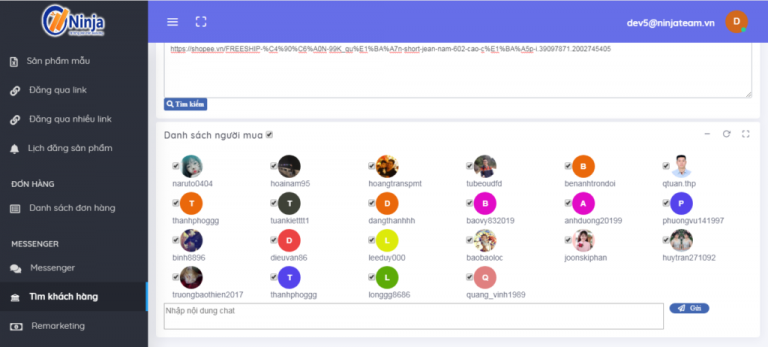 Ninja
dev5@ninjateam.vn
D
Sản phẩm mẫu
Đăng qua link
Đăng qua nhiều link
Lịch đăng sản phẩm
ĐƠN HÀNG
Danh sách đơn hàng
MESSENGER
Messenger
Tìm khách hàng
Remarketing
https://shopee.vn/FREESHIP-%C4%90%C6%A0N-99K_qu%E1%BA%A7n-short-jean-nam-602-cao-c%E1%BA%A5p-i.39097871.2002745405
Tìm kiếm
Danh sách người mua
B
naruto0404 hoainam95 hoangtranspmt tubeoudfd benanhtrondoi qtuan.thp
T T D B A P
thanhphoggg tuankietttt1 dangthanhhh baovy832019 anhduong20199 phuongvu141997
D L
binh8896 dieuvan86 leeduy000 baobaoloc joonskiphan huytran271092
T L Q
truongbaothien2017 thanhphoggg longgg8686 quang_vinh1989
Nhập nội dung chat
Gửi